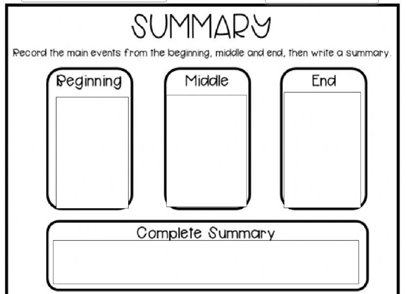 SUMMARY
Record the main events from the beginning, middle and end, then write a summary.
Beginning Middle End
Complete Summary